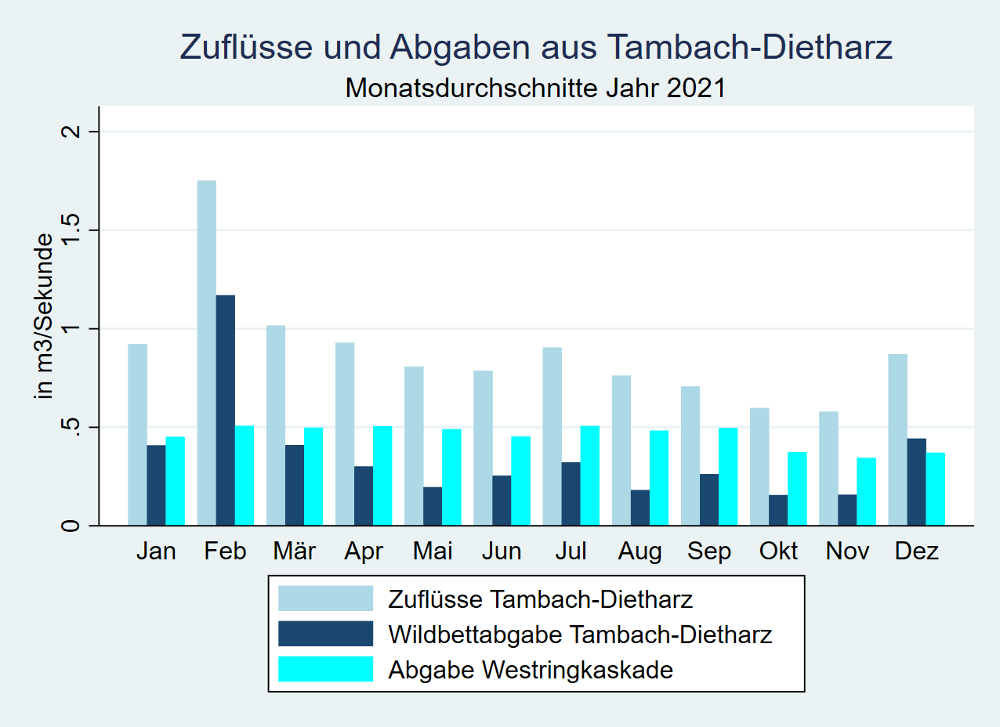 Zuflüsse und Abgaben aus Tambach-Dietharz
Monatsdurchschnitte Jahr 2021
in m3/Sekunde
2
1.5
1
.5
0
Jan Feb Mär Apr Mai Jun Jul Aug Sep Okt Nov Dez
Zuflüsse Tambach-Dietharz
Wildbettabgabe Tambach-Dietharz
Abgabe Westringkaskade